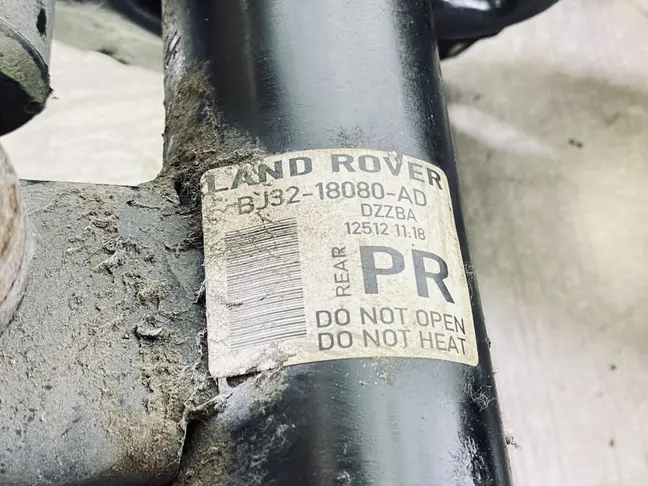 LAND ROVER
BJ32-18080-AD
DZZBA
12512 11:18
REAR
PR
DO NOT OPEN
DO NOT HEAT